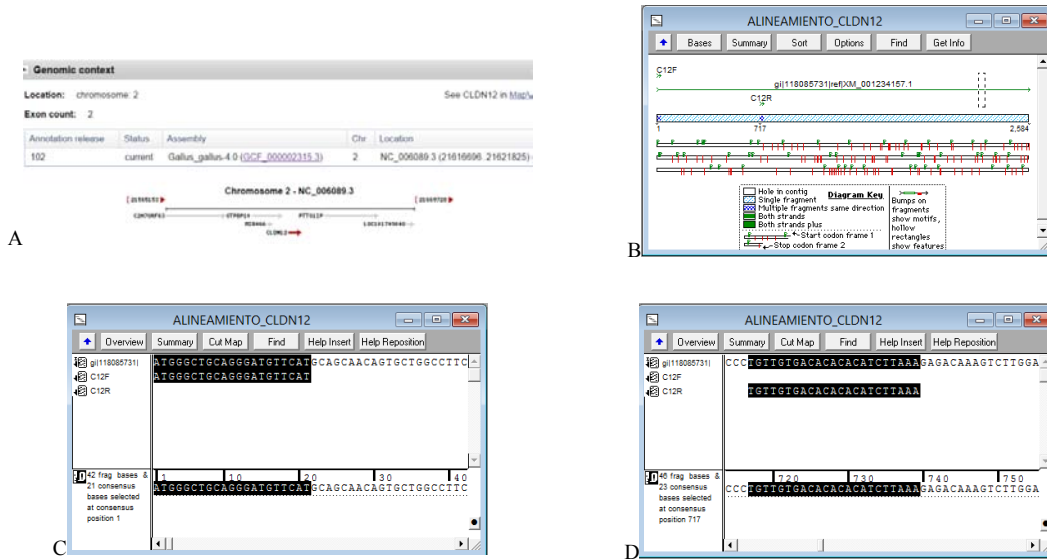 Genomic context
Location: chromosome: 2
See CLDN12 in
Exon count: 2
Annotation release Status Assembly Chr Location
102 current Gallus_gallus-4.0 (GCF_000002315.3) 2 NC_006089.3 (21616696..21621825)
Chromosome 2 - NC_006089.3
CLDN12
A
ALINEAMIENTO_CLDN12
Bases Summary Sort Options Find Get Info
C12F
gi|118085731|ref|XM_001234157.1
C12R
1 717 2,584
Diagram Key
Hole in contig
Single fragment
Multiple fragments same direction
Both strands
Both strands plus
Start codon frame 1
Stop codon frame 2
Bumps on
fragments
show motifs,
hollow
rectangles
show features
B
ALINEAMIENTO_CLDN12
Overview Summary Cut Map Find Help Insert Help Reposition
gi|118085731| ATGGGCTGCAGGGATGTTCATGCAGCAACAGTGCTGGCCTTC
C12F ATGGGCTGCAGGGATGTTCAT
C12R
42 frag bases &
21 consensus
bases selected
at consensus
position 1
1 10 20 30 40
ATGGGCTGCAGGGATGTTCATGCAGCAACAGTGCTGGCCTTC
C
ALINEAMIENTO_CLDN12
Overview Summary Cut Map Find Help Insert Help Reposition
gi|118085731| CCCTGTTGTGACACACACATCTTAAAGAGACAAAGTCTTGGA
C12F
C12R TGTTGTGACACACACATCTTAAA
46 frag bases &
23 consensus
bases selected
at consensus
position 717
720 730 740 750
CCCTGTTGTGACACACACATCTTAAAGAGACAAAGTCTTGGA
D